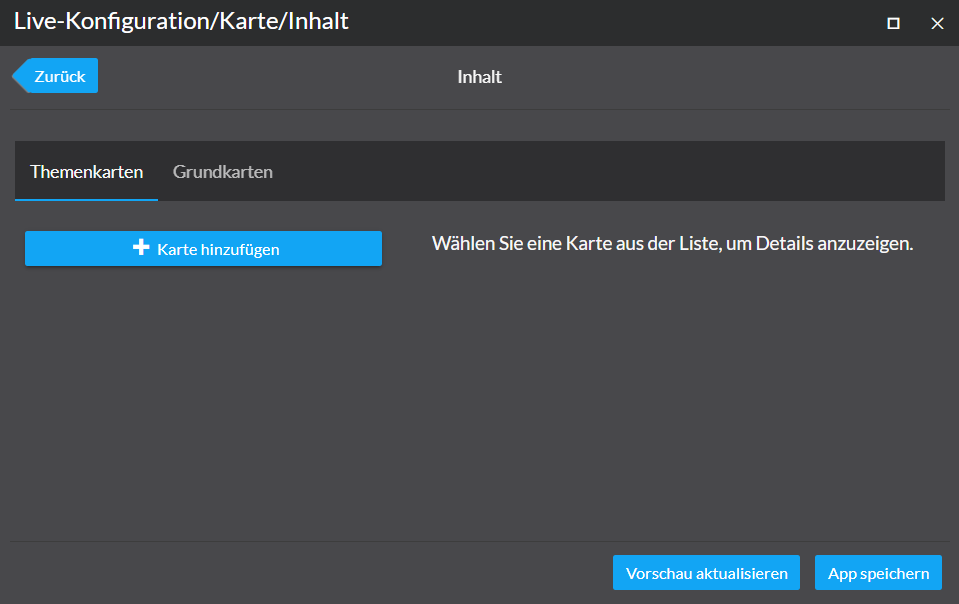 Live-Konfiguration/Karte/Inhalt
Zurück
Inhalt
Themenkarten Grundkarten
Karte hinzufügen
Wählen Sie eine Karte aus der Liste, um Details anzuzeigen.
Vorschau aktualisieren App speichern